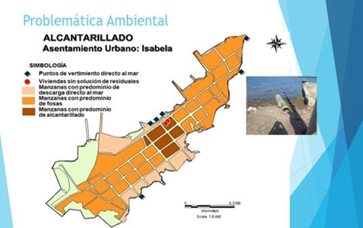 Problemática Ambiental
ALCANTARILLADO
Asentamiento Urbano: Isabela
SIMBOLOGÍA
Puntos de vertimiento directo al mar
Viviendas sin solución de residuales
Manzanas con predominio de
descarga directo al mar
Manzanas con predominio
de fosas
Manzanas con predominio
de alcantarillado